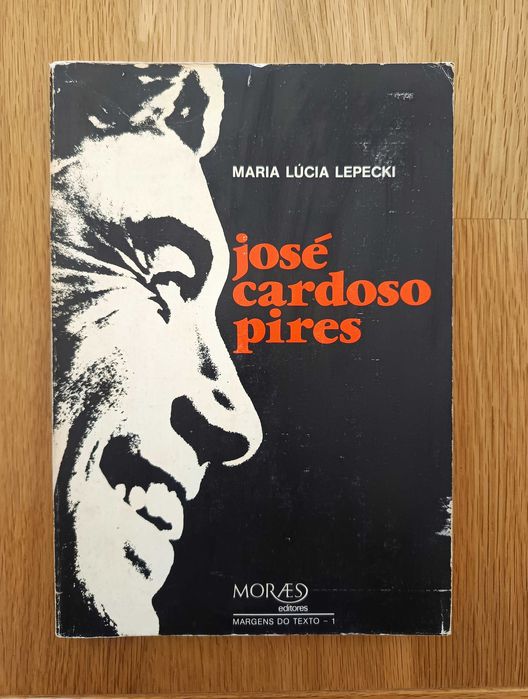 MARIA LÚCIA LEPECKI
josé
cardoso
pires
MORÆS
editores
MARGENS DO TEXTO - 1